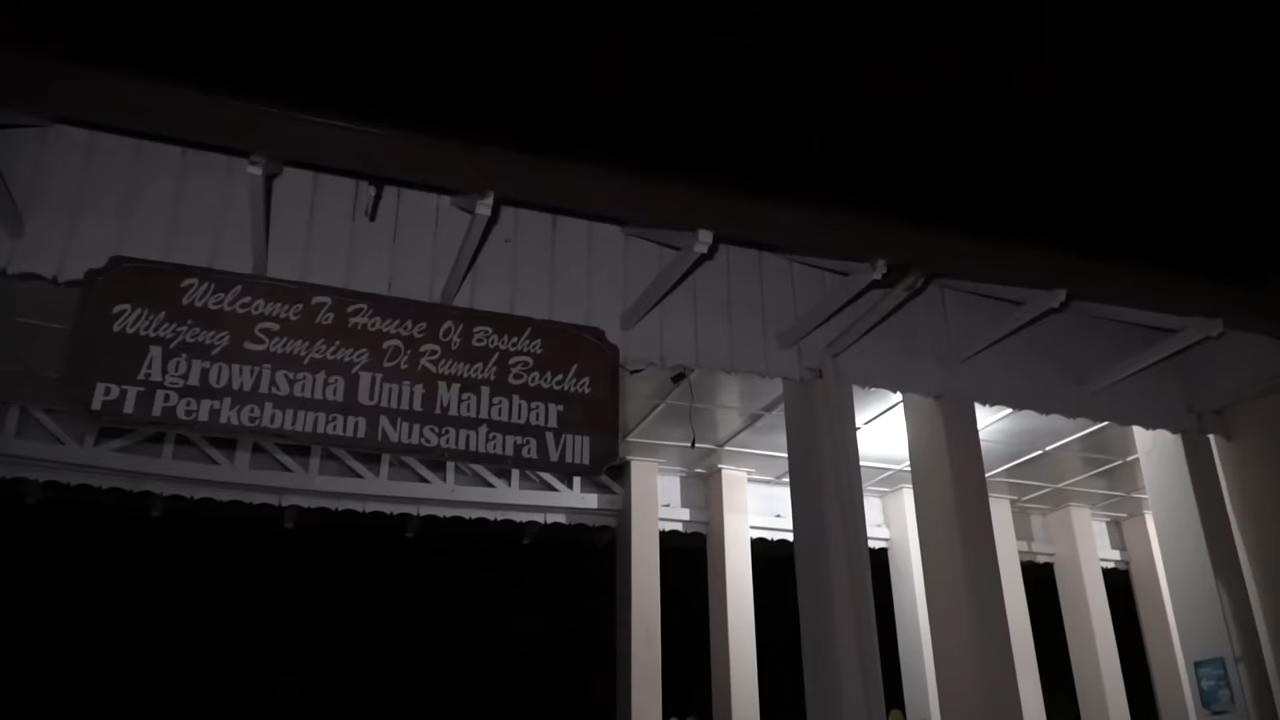 Welcome To House Of Boscha
Wilujeng Sumping Di Rumah Boscha
Agrowisata Unit Malabar
PT Perkebunan Nusantara VIII